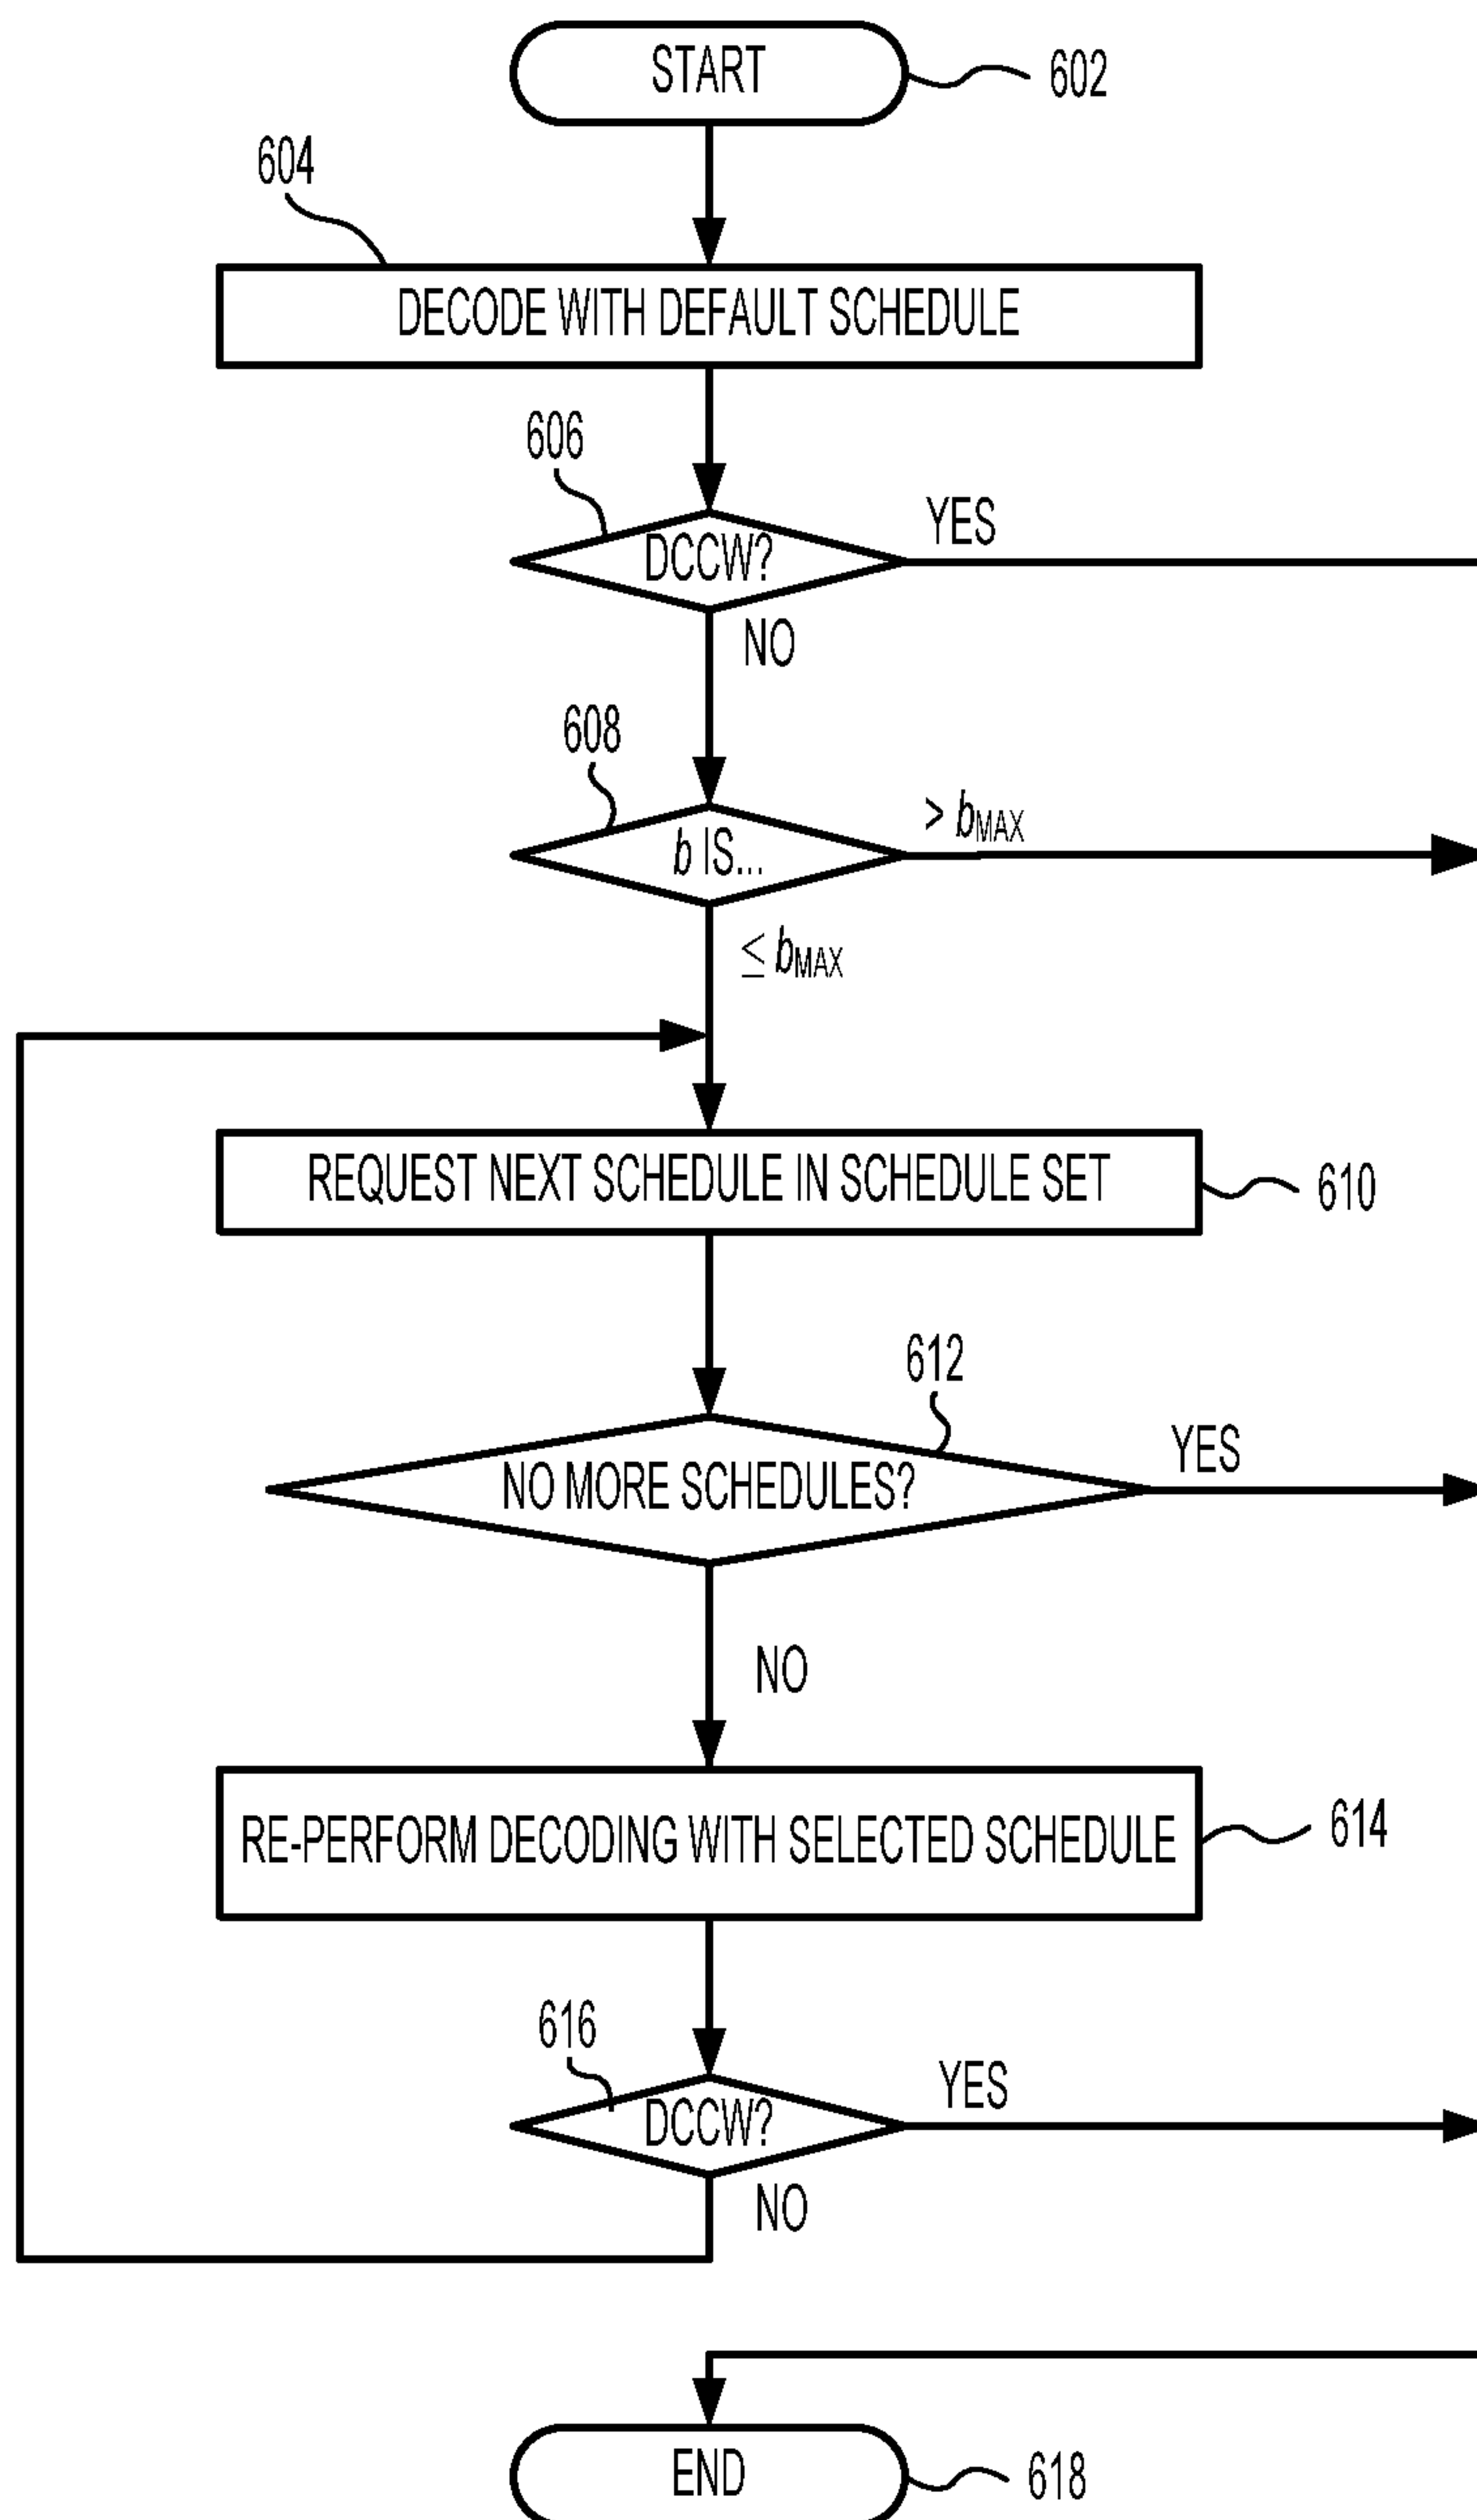 START
602
604
DECODE WITH DEFAULT SCHEDULE
606
DCCW?
YES
NO
608
b IS...
> bMAX
≤ bMAX
REQUEST NEXT SCHEDULE IN SCHEDULE SET
610
612
NO MORE SCHEDULES?
YES
NO
RE-PERFORM DECODING WITH SELECTED SCHEDULE
614
616
DCCW?
YES
NO
END
618